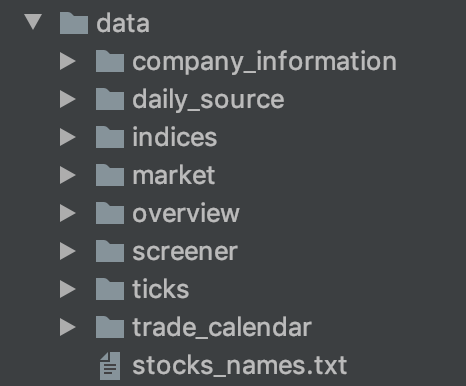 data
company_information
daily_source
indices
market
overview
screener
ticks
trade_calendar
stocks_names.txt